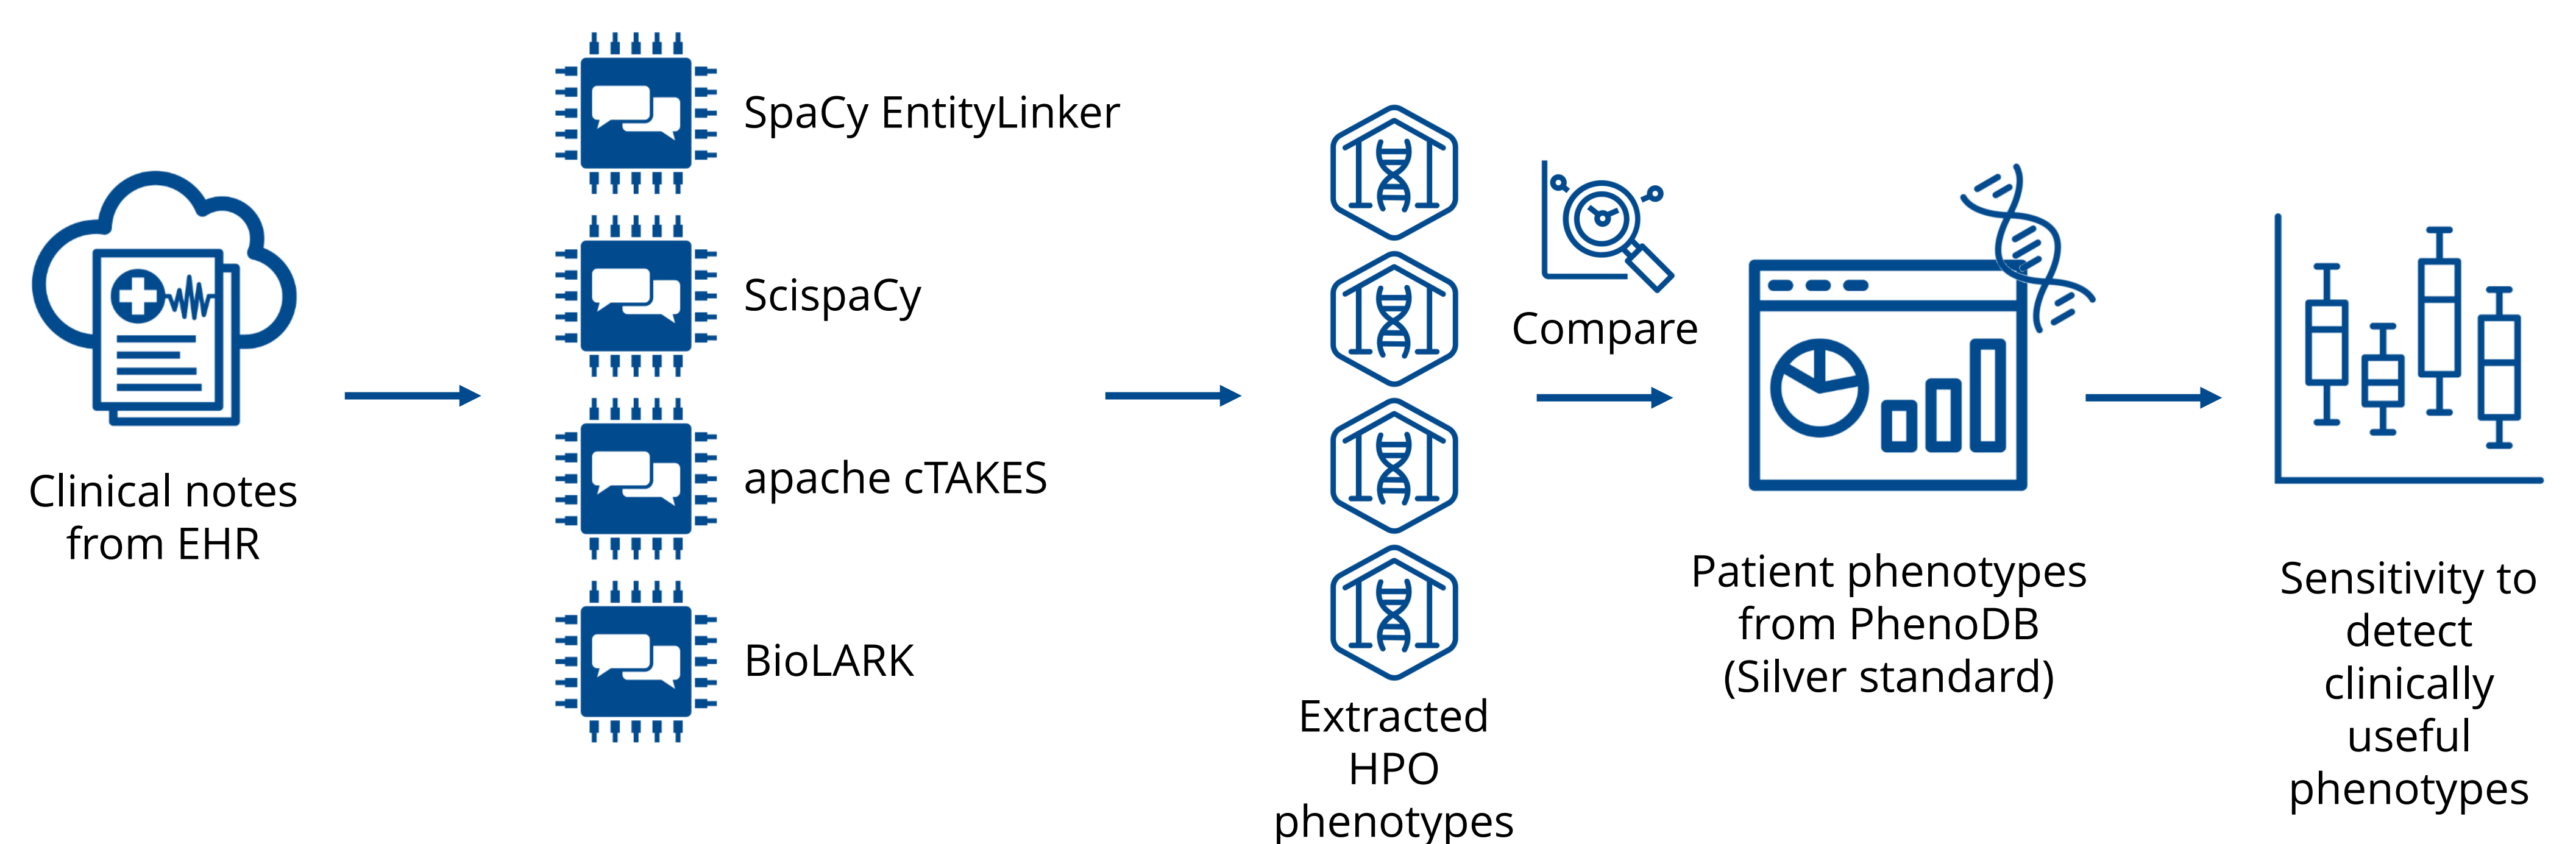 Clinical notes
from EHR
SpaCy EntityLinker
ScispaCy
apache cTAKES
BioLARK
Extracted
HPO
phenotypes
Compare
Patient phenotypes
from PhenoDB
(Silver standard)
Sensitivity to
detect
clinically
useful
phenotypes